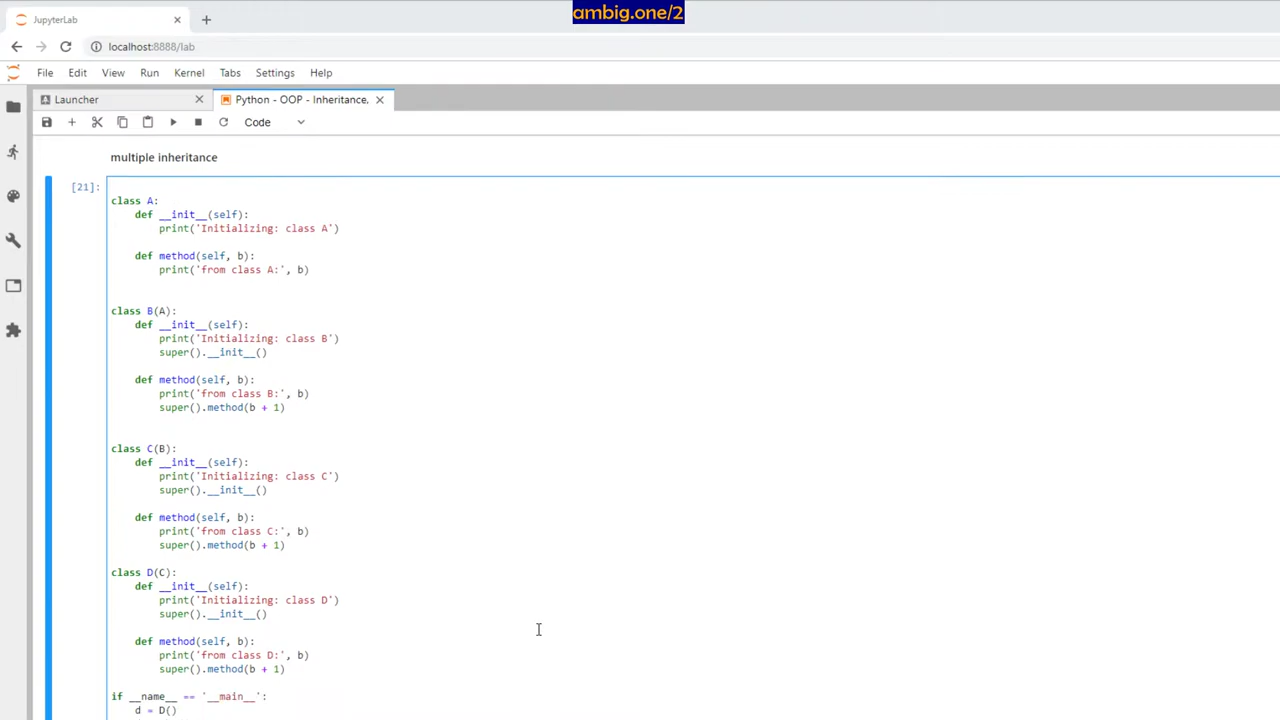 ambig.one/2
JupyterLab
localhost:8888/lab
File Edit View Run Kernel Tabs Settings Help
Launcher
Python - OOP - Inheritance,
Code
multiple inheritance
[21]:
class A:
    def __init__(self):
        print('Initializing: class A')
    def method(self, b):
        print('from class A:', b)
class B(A):
    def __init__(self):
        print('Initializing: class B')
        super().__init__()
    def method(self, b):
        print('from class B:', b)
        super().method(b + 1)
class C(B):
    def __init__(self):
        print('Initializing: class C')
        super().__init__()
    def method(self, b):
        print('from class C:', b)
        super().method(b + 1)
class D(C):
    def __init__(self):
        print('Initializing: class D')
        super().__init__()
    def method(self, b):
        print('from class D:', b)
        super().method(b + 1)
if __name__ == '__main__':
    d = D()